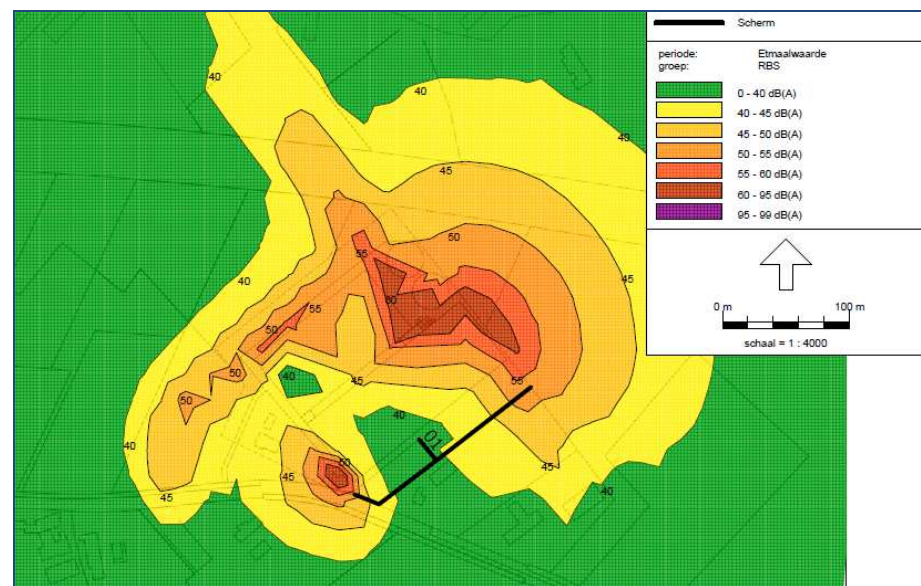 Scherm
periode: Etmaalwaarde
groep: RBS
0 - 40 dB(A)
40 - 45 dB(A)
45 - 50 dB(A)
50 - 55 dB(A)
55 - 60 dB(A)
60 - 95 dB(A)
95 - 99 dB(A)
0 m 100 m
schaal = 1 : 4000
40
40
40
45
45
50
55
45
40
60
55
50
50
40
45
55
50
40
01
40
45
60
45
40
45